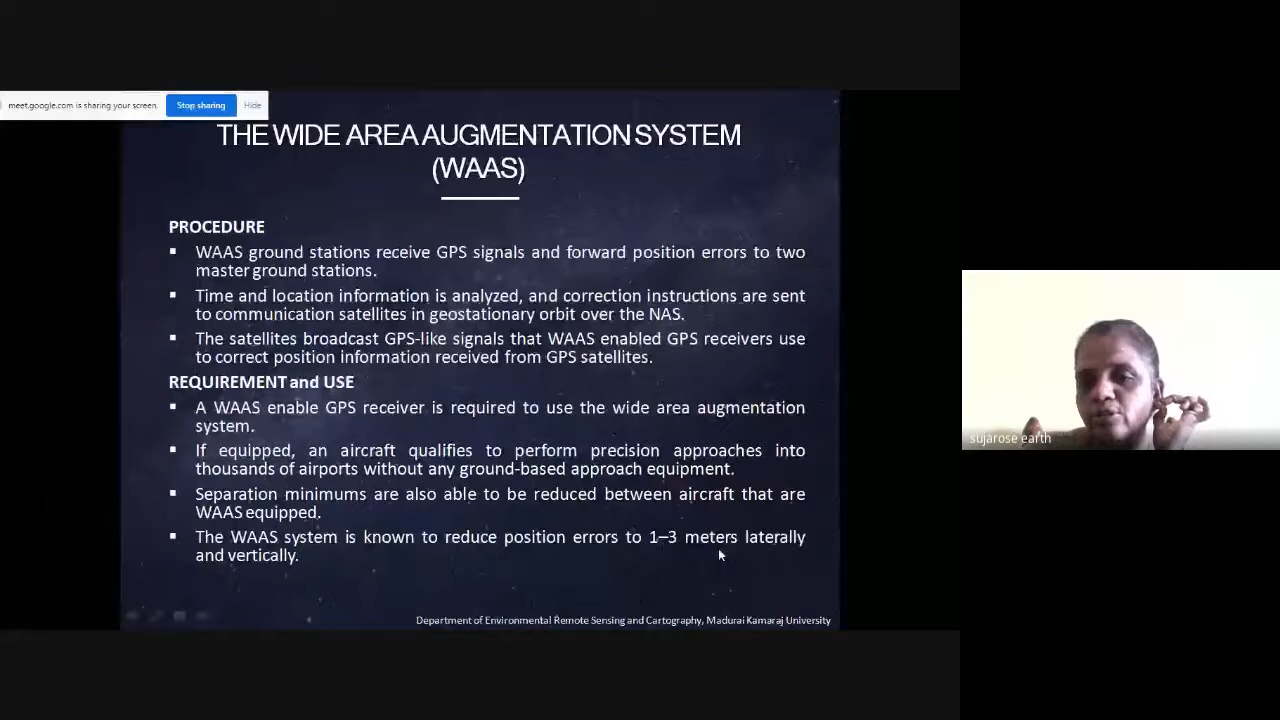 meet.google.com is sharing your screen.
Stop sharing
Hide
THE WIDE AREA AUGMENTATION SYSTEM
(WAAS)
PROCEDURE
▪ WAAS ground stations receive GPS signals and forward position errors to two
master ground stations.
▪ Time and location information is analyzed, and correction instructions are sent
to communication satellites in geostationary orbit over the NAS.
▪ The satellites broadcast GPS-like signals that WAAS enabled GPS receivers use
to correct position information received from GPS satellites.
REQUIREMENT and USE
▪ A WAAS enable GPS receiver is required to use the wide area augmentation
system.
▪ If equipped, an aircraft qualifies to perform precision approaches into
thousands of airports without any ground-based approach equipment.
▪ Separation minimums are also able to be reduced between aircraft that are
WAAS equipped.
▪ The WAAS system is known to reduce position errors to 1–3 meters laterally
and vertically.
Department of Environmental Remote Sensing and Cartography, Madurai Kamaraj University
sujarose earth